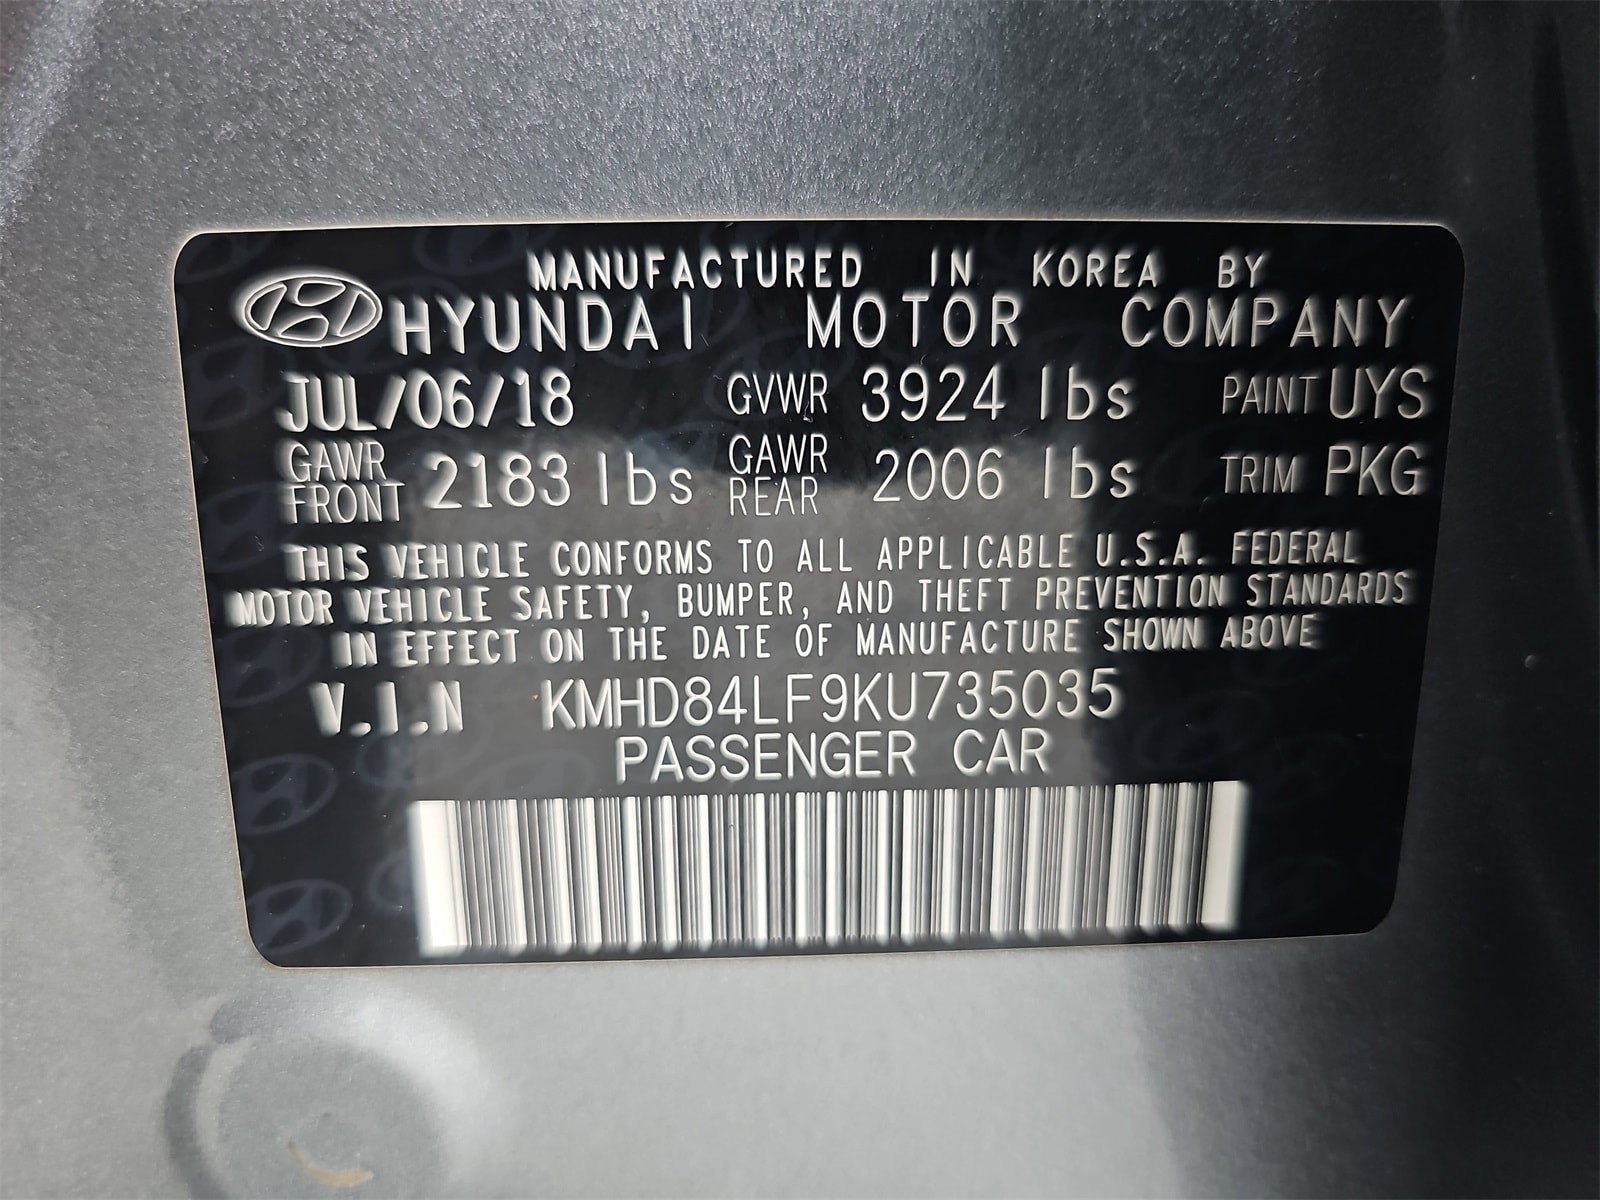 MANUFACTURED IN KOREA BY
HYUNDAI MOTOR COMPANY
JUL/06/18 GVWR 3924 lbs PAINT UYS
GAWR FRONT 2183 lbs GAWR REAR 2006 lbs TRIM PKG
THIS VEHICLE CONFORMS TO ALL APPLICABLE U.S.A. FEDERAL
MOTOR VEHICLE SAFETY, BUMPER, AND THEFT PREVENTION STANDARDS
IN EFFECT ON THE DATE OF MANUFACTURE SHOWN ABOVE
V.I.N KMHD84LF9KU735035
PASSENGER CAR